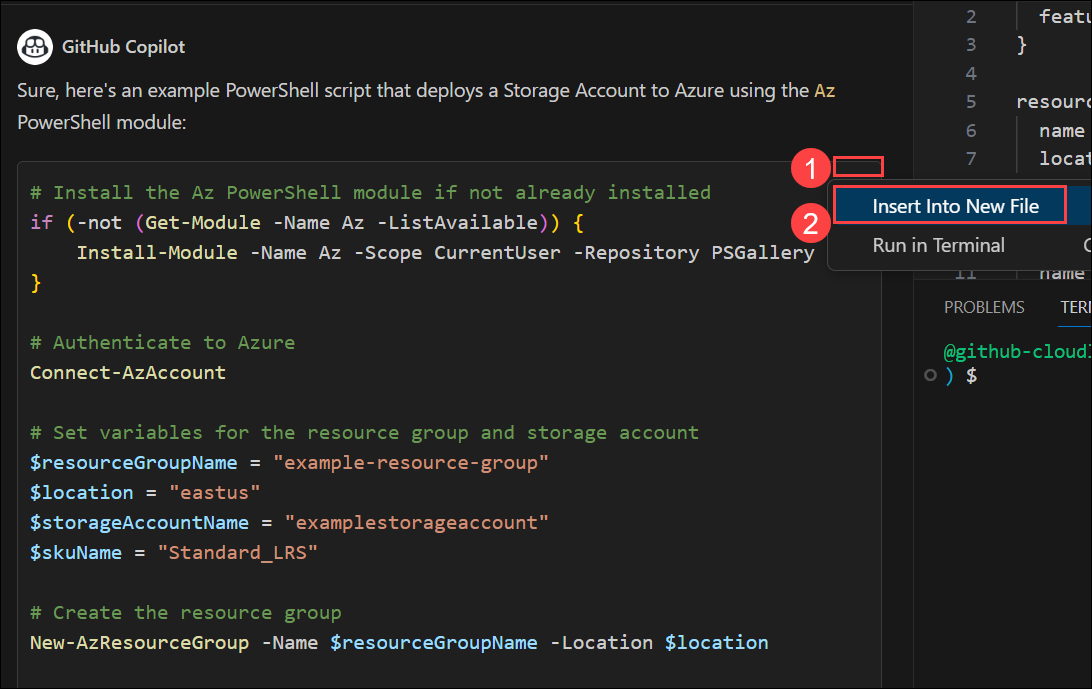 GitHub Copilot
Sure, here's an example PowerShell script that deploys a Storage Account to Azure using the Az
PowerShell module:
# Install the Az PowerShell module if not already installed
if (-not (Get-Module -Name Az -ListAvailable)) {
    Install-Module -Name Az -Scope CurrentUser -Repository PSGallery
}
# Authenticate to Azure
Connect-AzAccount
# Set variables for the resource group and storage account
$resourceGroupName = "example-resource-group"
$location = "eastus"
$storageAccountName = "examplestorageaccount"
$skuName = "Standard_LRS"
# Create the resource group
New-AzResourceGroup -Name $resourceGroupName -Location $location
1
2
Insert Into New File
Run in Terminal
2 featu
3 }
4
5 resourc
6 name
7 locat
11 name
PROBLEMS TER
@github-cloud
) $